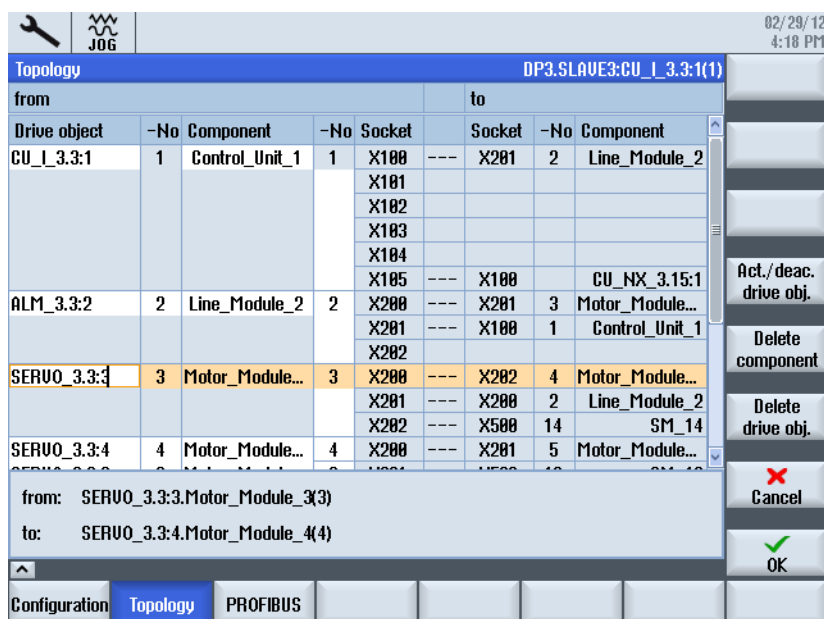 JOG
02/29/12
4:18 PM
Topology DP3.SLAVE3:CU_I_3.3:1(1)
from to
Drive object -No Component -No Socket Socket -No Component
CU_I_3.3:1 1 Control_Unit_1 1 X100 --- X201 2 Line_Module_2
X101
X102
X103
X104
X105 --- X100 CU_NX_3.15:1
ALM_3.3:2 2 Line_Module_2 2 X200 --- X201 3 Motor_Module...
X201 --- X100 1 Control_Unit_1
X202
SERVO_3.3:3 3 Motor_Module... 3 X200 --- X202 4 Motor_Module...
X201 --- X200 2 Line_Module_2
X202 --- X500 14 SM_14
SERVO_3.3:4 4 Motor_Module... 4 X200 --- X201 5 Motor_Module...
from: SERVO_3.3:3.Motor_Module_3(3)
to: SERVO_3.3:4.Motor_Module_4(4)
Act./deac.
drive obj.
Delete
component
Delete
drive obj.
Cancel
OK
Configuration Topology PROFIBUS